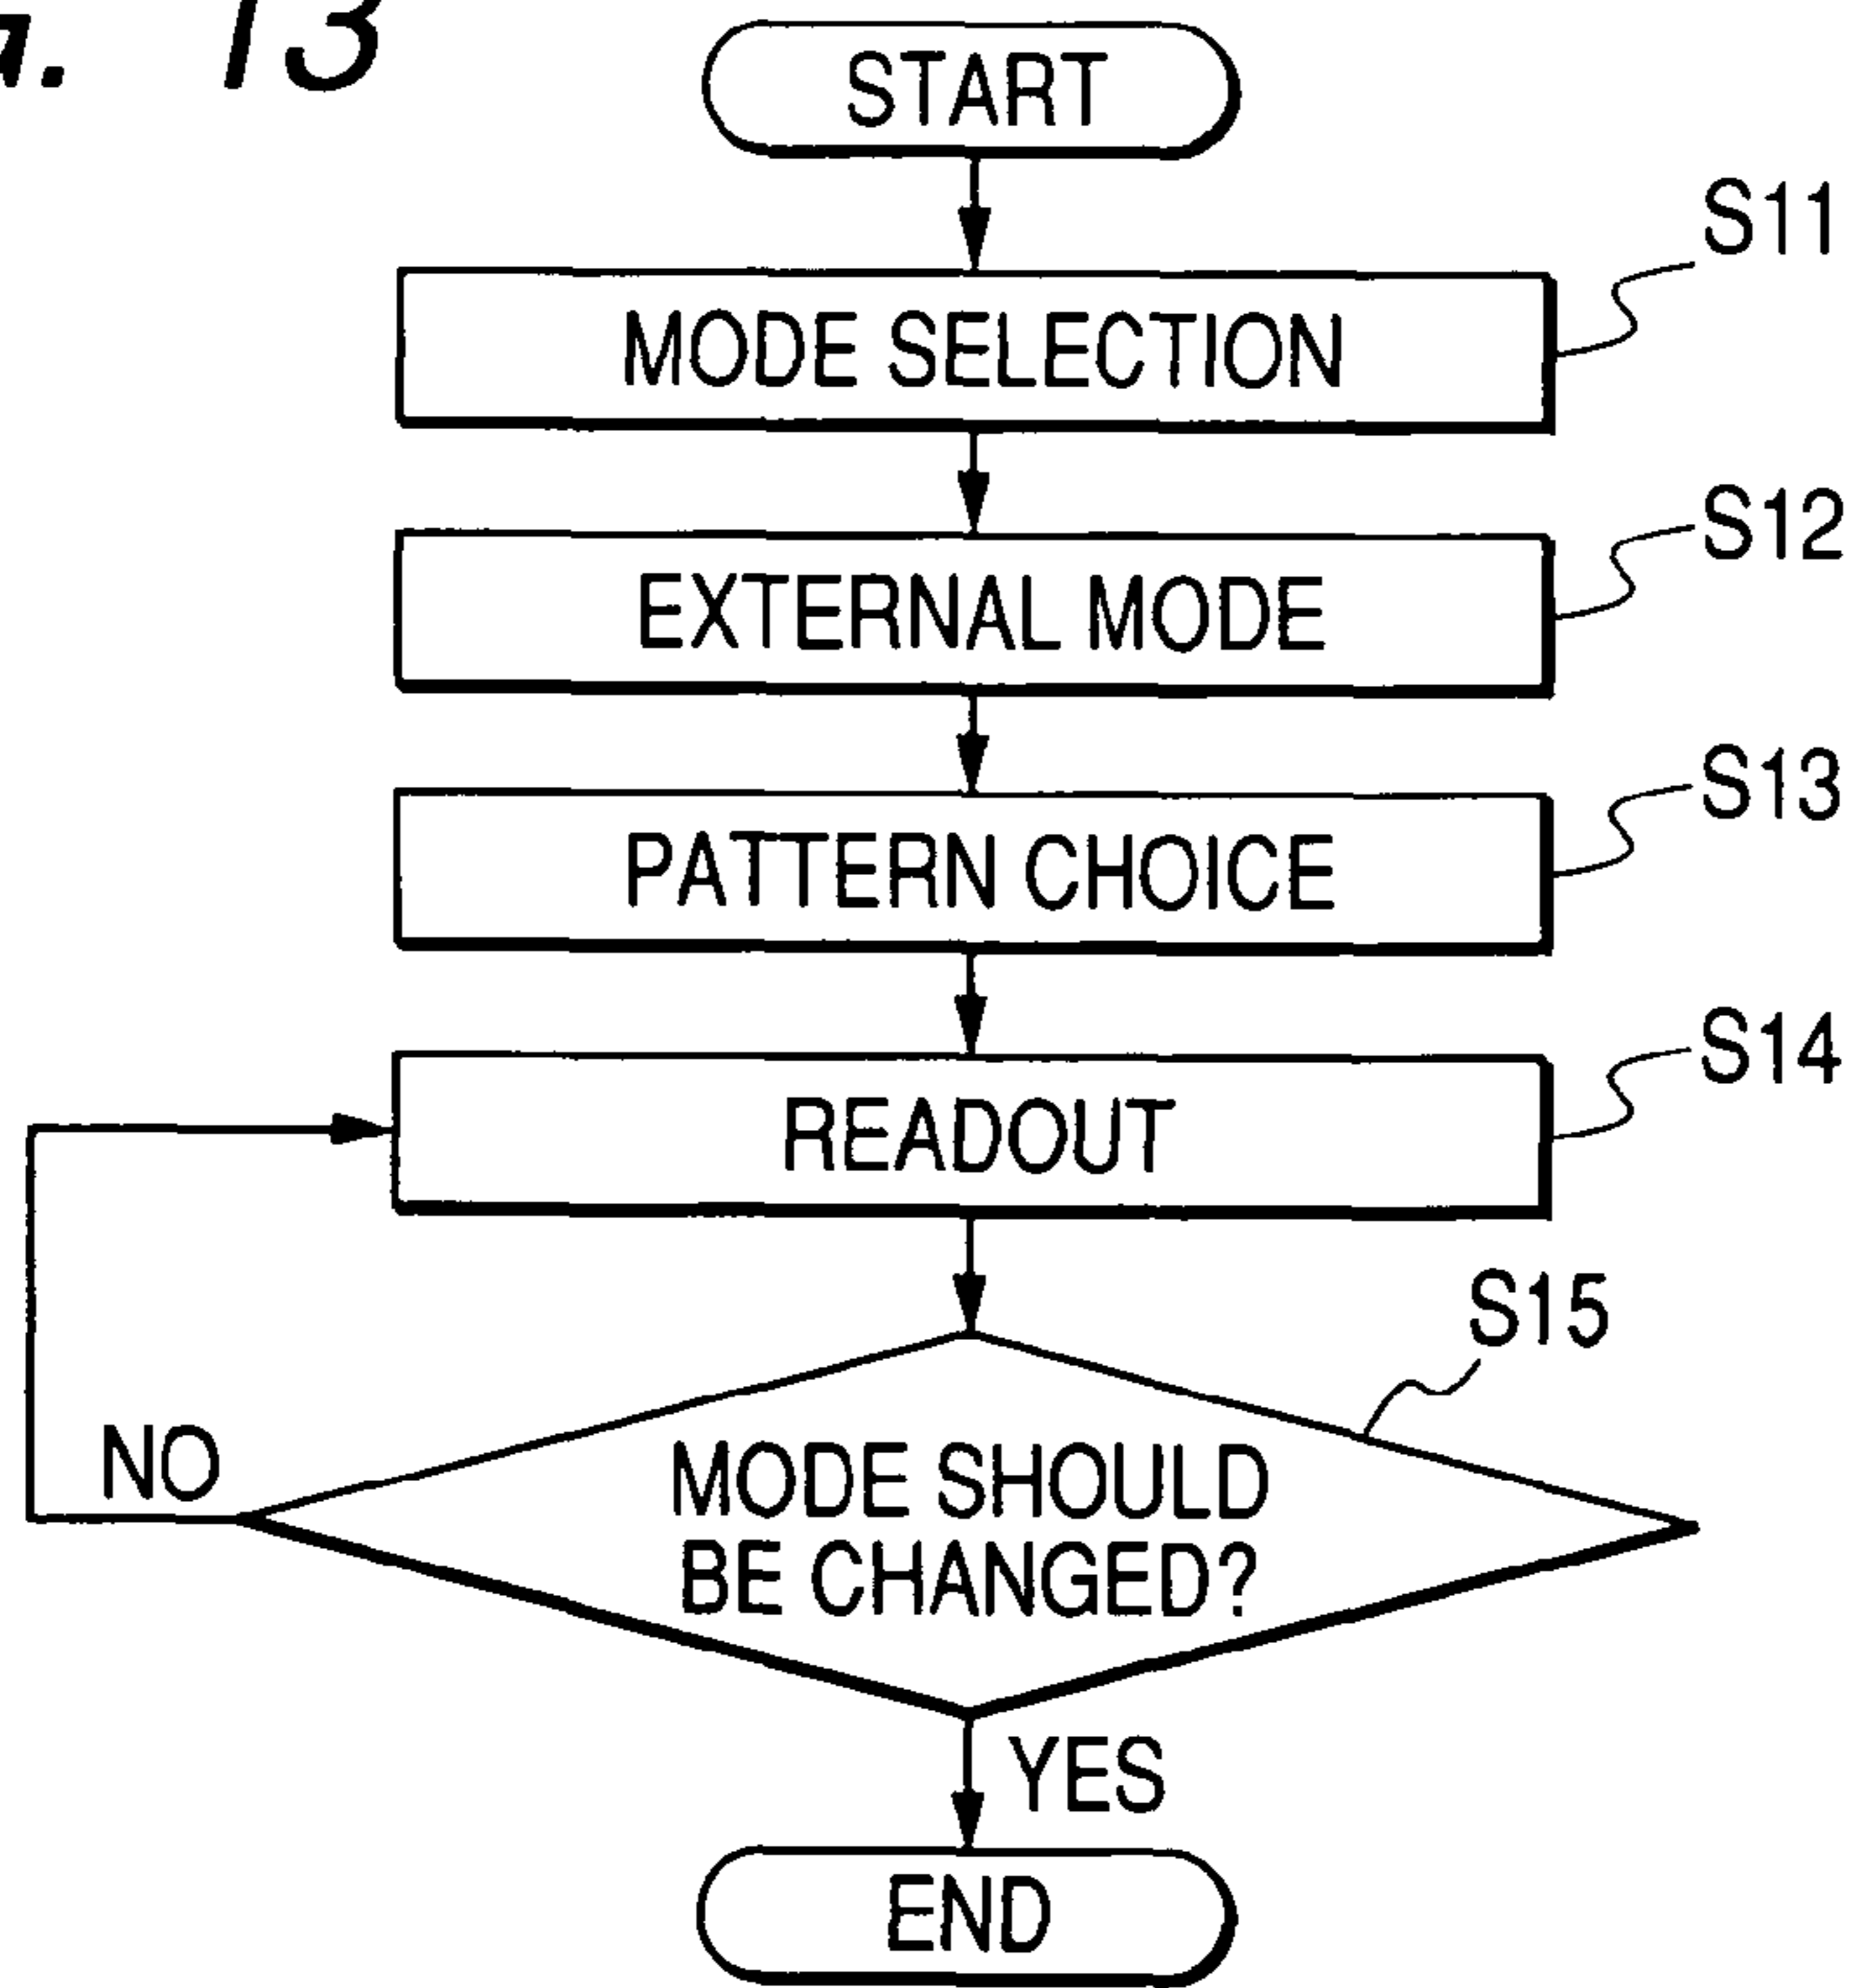 13
START
S11
MODE SELECTION
S12
EXTERNAL MODE
S13
PATTERN CHOICE
S14
READOUT
S15
NO
MODE SHOULD
BE CHANGED?
YES
END